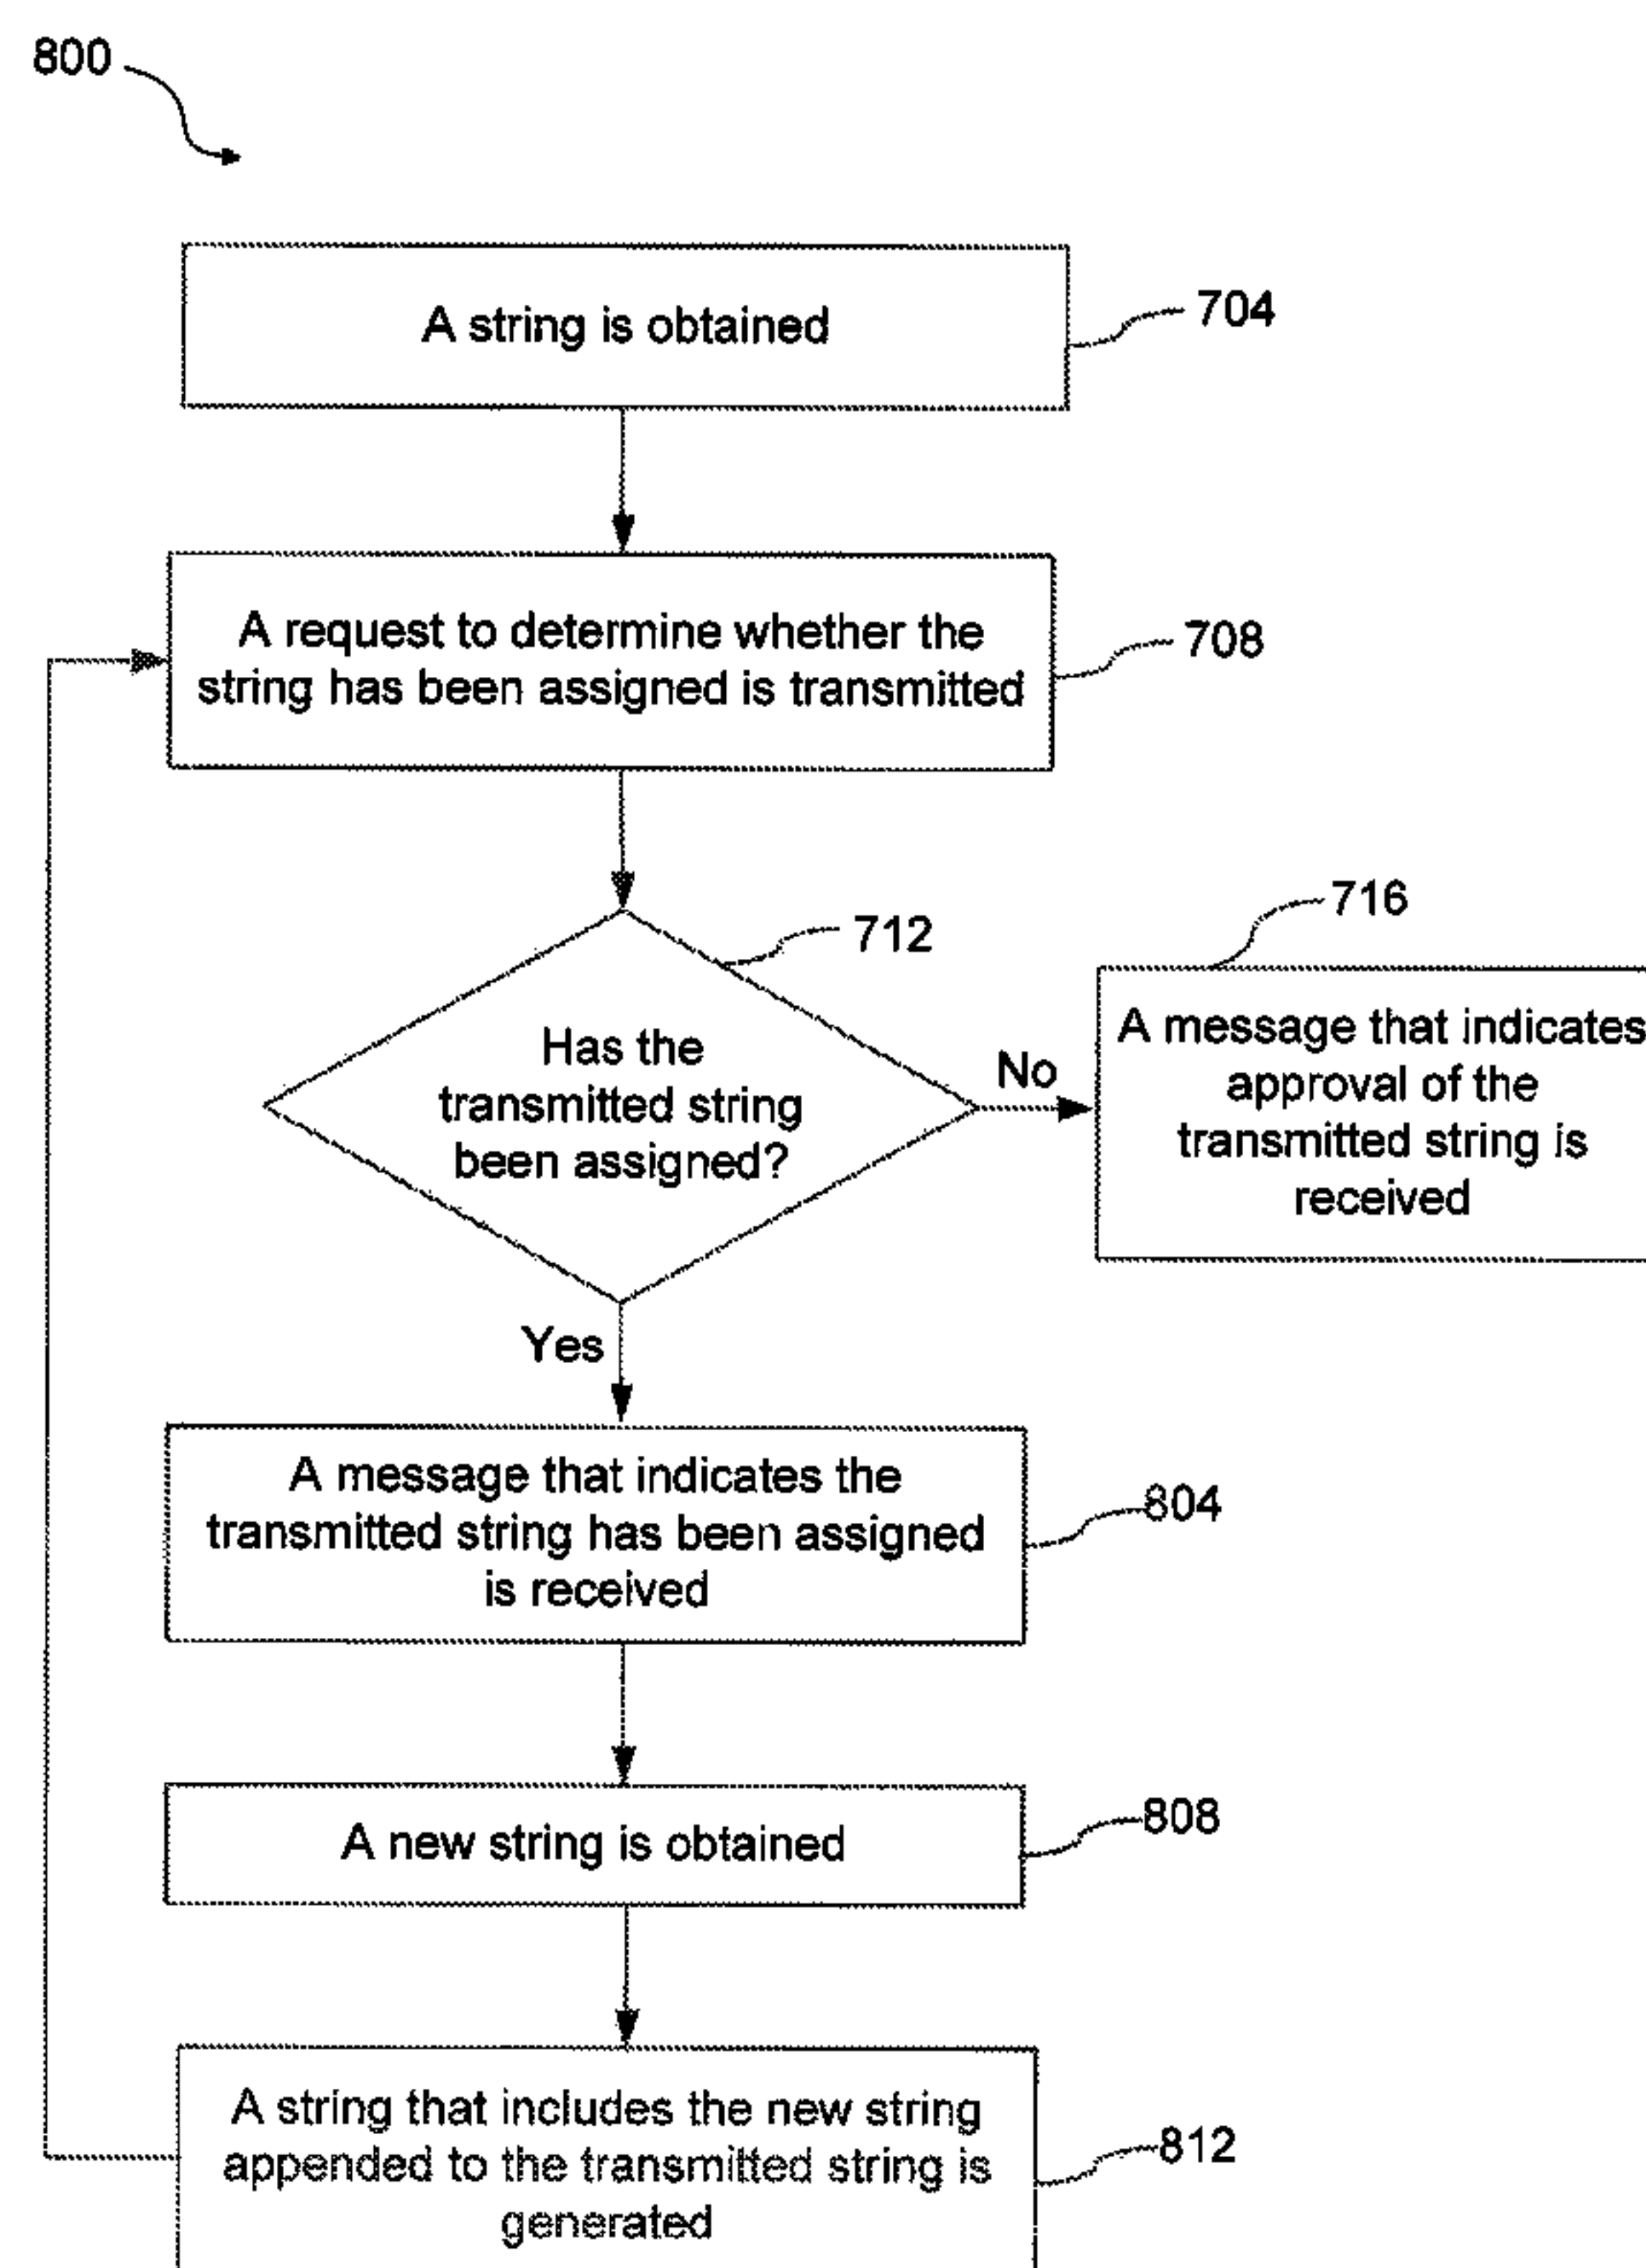 800
A string is obtained
704
A request to determine whether the
string has been assigned is transmitted
708
712
Has the
transmitted string
been assigned?
No
716
A message that indicates
approval of the
transmitted string is
received
Yes
A message that indicates the
transmitted string has been assigned
is received
804
A new string is obtained
808
A string that includes the new string
appended to the transmitted string is
generated
812